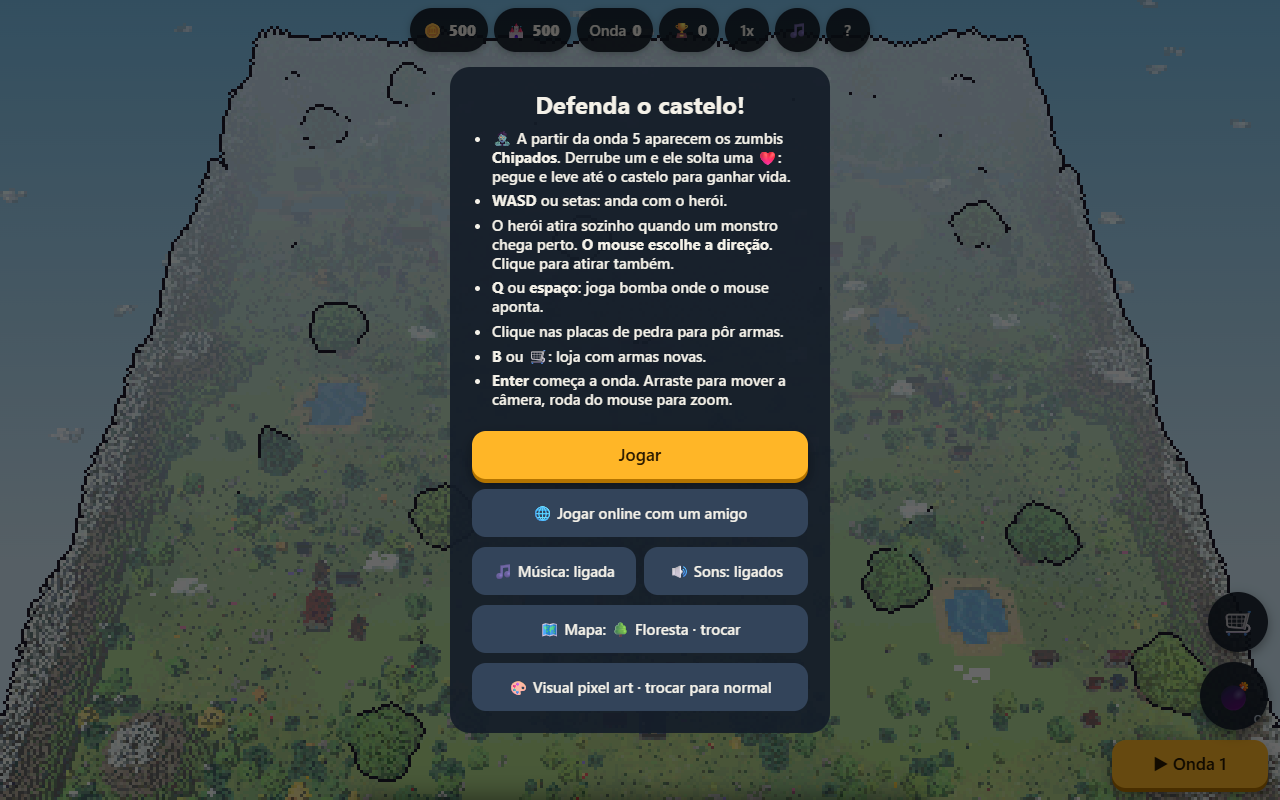 500
500
Onda 0
0
1x
?
Defenda o castelo!
A partir da onda 5 aparecem os zumbis
Chipados. Derrube um e ele solta uma ❤️:
pegue e leve até o castelo para ganhar vida.
WASD ou setas: anda com o herói.
O herói atira sozinho quando um monstro
chega perto. O mouse escolhe a direção.
Clique para atirar também.
Q ou espaço: joga bomba onde o mouse
aponta.
Clique nas placas de pedra para pôr armas.
B ou 🛒: loja com armas novas.
Enter começa a onda. Arraste para mover a
câmera, roda do mouse para zoom.
Jogar
Jogar online com um amigo
Música: ligada
Sons: ligados
Mapa: 🌳 Floresta · trocar
Visual pixel art · trocar para normal
▶ Onda 1